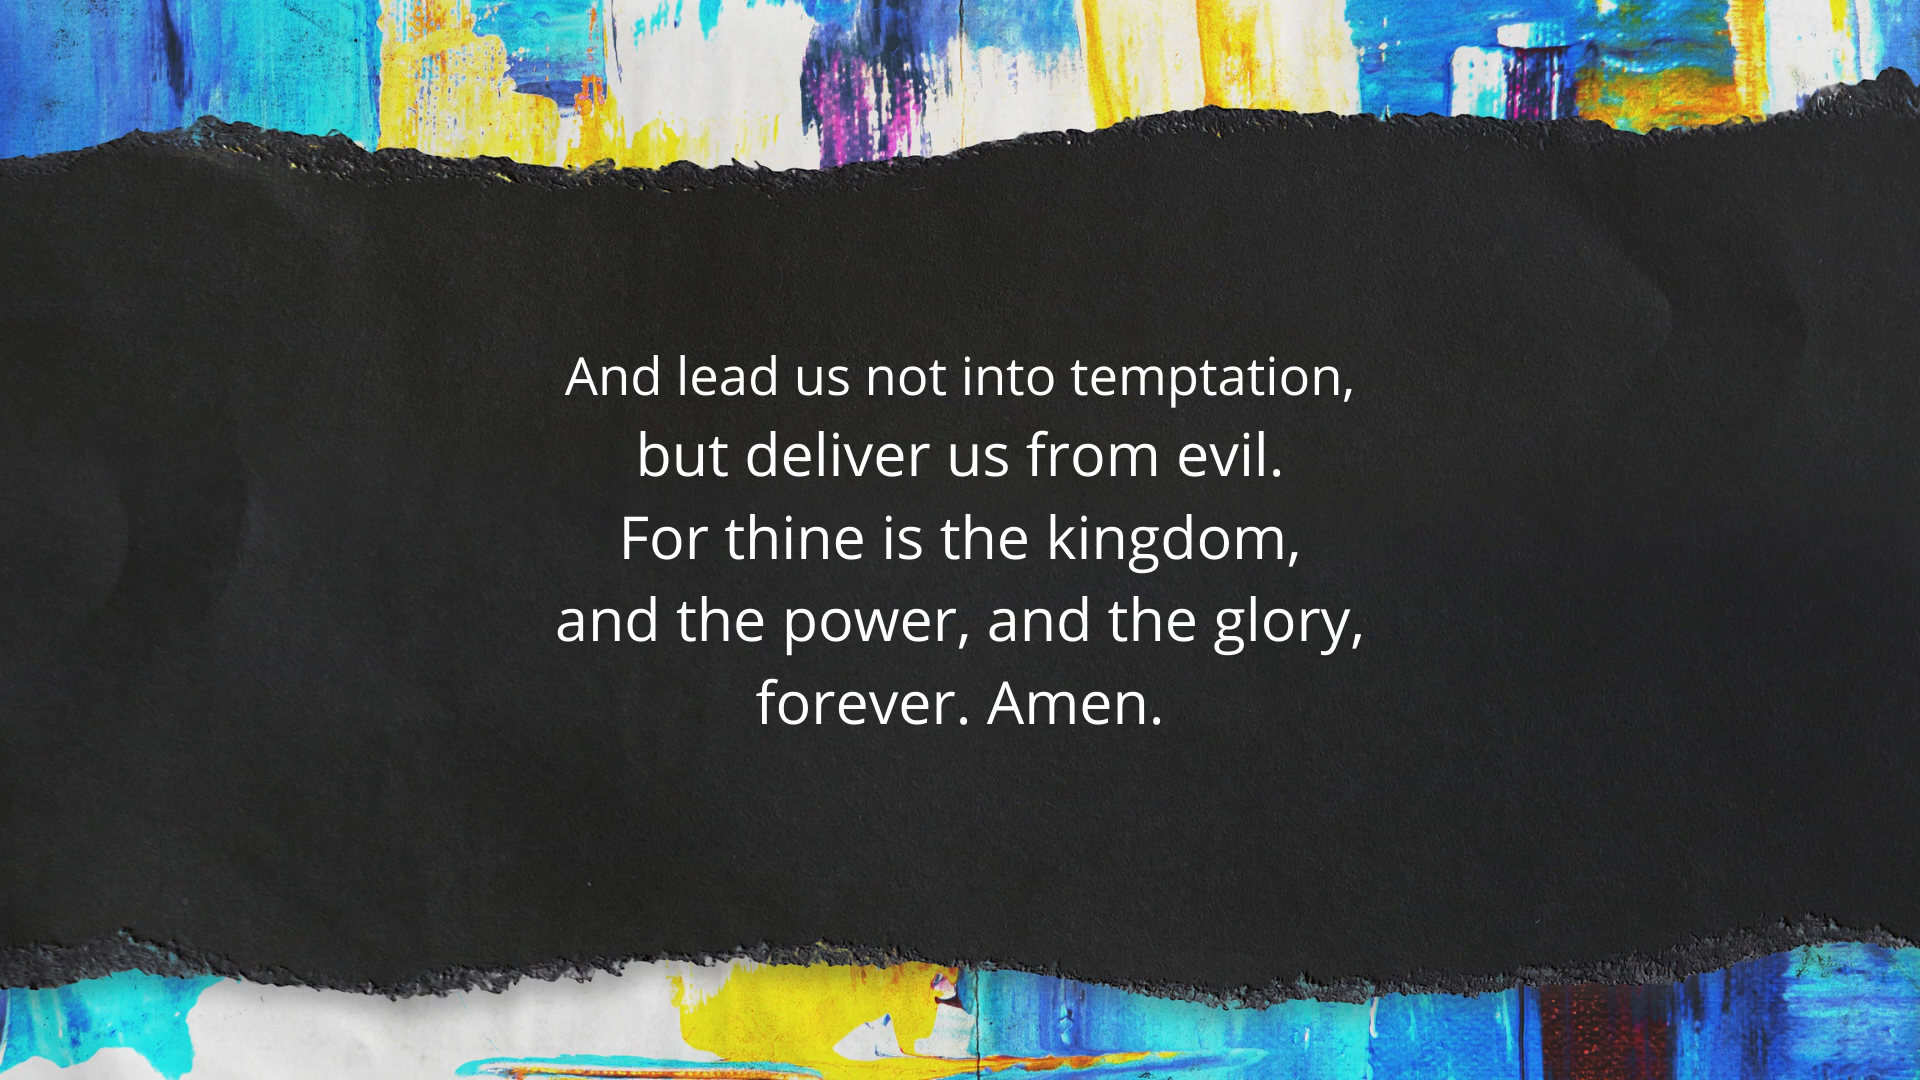 And lead us not into temptation,
but deliver us from evil.
For thine is the kingdom,
and the power, and the glory,
forever. Amen.